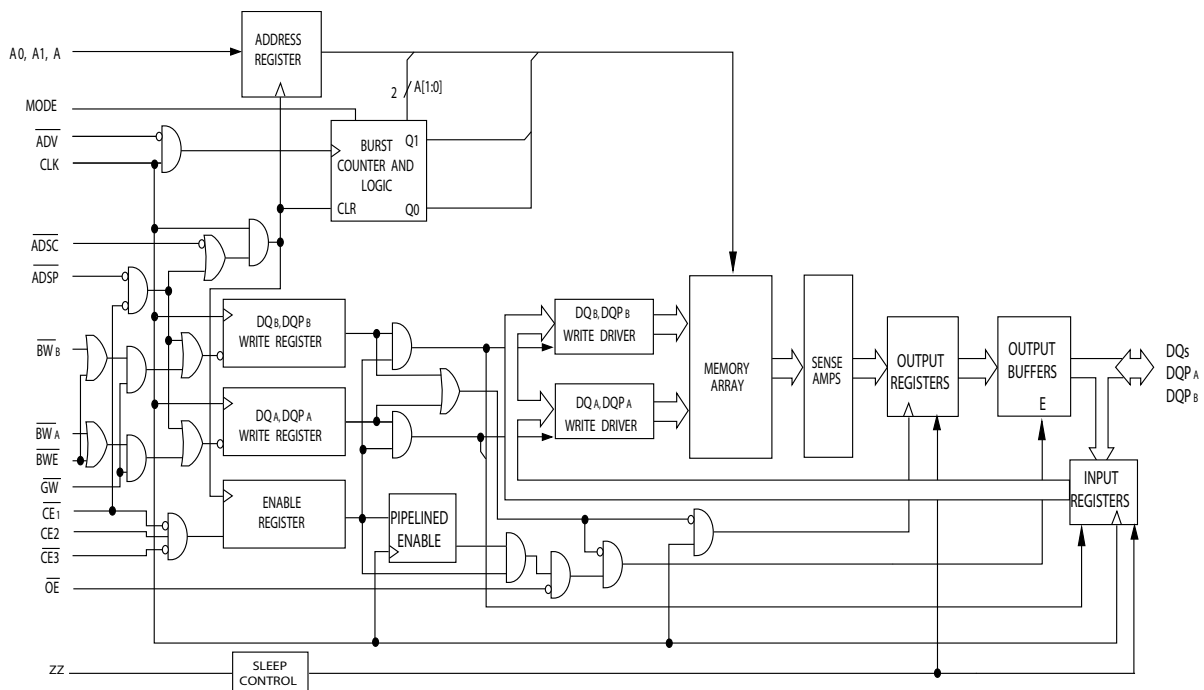 A0, A1, A
ADDRESS
REGISTER
2
A[1:0]
MODE
ADV
CLK
BURST
COUNTER AND
LOGIC
Q1
CLR
Q0
ADSC
ADSP
DQB, DQPB
WRITE REGISTER
DQB, DQPB
WRITE DRIVER
MEMORY
ARRAY
SENSE
AMPS
OUTPUT
REGISTERS
OUTPUT
BUFFERS
E
DQs
DQPA
DQPB
BWB
DQA, DQPA
WRITE REGISTER
DQA, DQPA
WRITE DRIVER
BWA
BWE
GW
CE1
CE2
CE3
ENABLE
REGISTER
PIPELINED
ENABLE
INPUT
REGISTERS
OE
ZZ
SLEEP
CONTROL